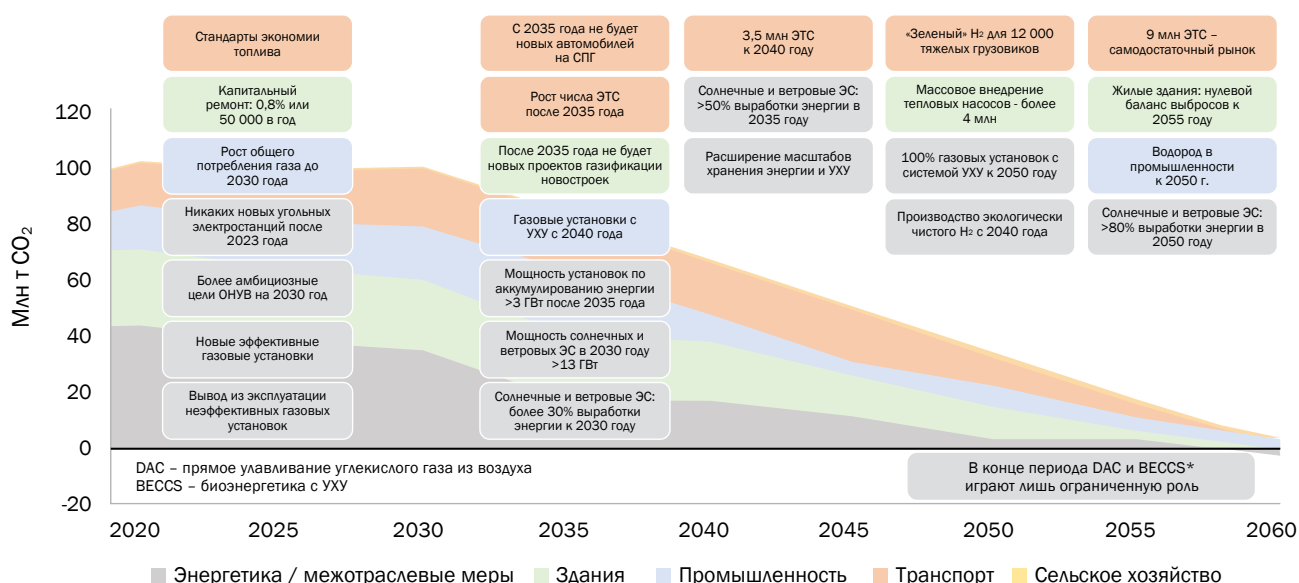 Стандарты экономии
топлива
Капитальный
ремонт: 0,8% или
50 000 в год
Рост общего
потребления газа до
2030 года
Никаких новых угольных
электростанций после
2023 года
Более амбициозные
цели ОНУВ на 2030 год
Новые эффективные
газовые установки
Вывод из эксплуатации
неэффективных газовых
установок
С 2035 года не будет
новых автомобилей
на СПГ
Рост числа ЭТС
после 2035 года
После 2035 года не будет
новых проектов газификации
новостроек
Газовые установки с
УХУ с 2040 года
Мощность установок по
аккумулированию энергии
>3 ГВт после 2035 года
Мощность солнечных и
ветровых ЭС в 2030 году
>13 ГВт
Солнечные и ветровые ЭС:
более 30% выработки
энергии к 2030 году
3,5 млн ЭТС
к 2040 году
Солнечные и ветровые ЭС:
>50% выработки энергии в
2035 году
Расширение масштабов
хранения энергии и УХУ
«Зеленый» H₂ для 12 000
тяжелых грузовиков
Массовое внедрение
тепловых насосов - более
4 млн
100% газовых установок с
системой УХУ к 2050 году
Производство экологически
чистого H₂ с 2040 года
9 млн ЭТС –
самодостаточный рынок
Жилые здания: нулевой
баланс выбросов к
2055 году
Водород в
промышленности
к 2050 г.
Солнечные и ветровые ЭС:
>80% выработки энергии в
2050 году
Млн т CO₂
120
100
80
60
40
20
0
-20
DAC – прямое улавливание углекислого газа из воздуха
BECCS – биоэнергетика с УХУ
В конце периода DAC и BECCS*
играют лишь ограниченную роль
2020 2025 2030 2035 2040 2045 2050 2055 2060
Энергетика / межотраслевые меры Здания Промышленность Транспорт Сельское хозяйство